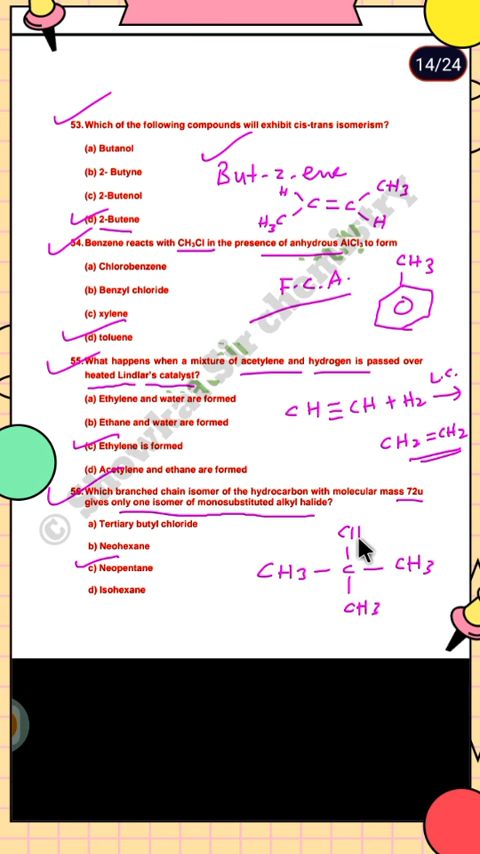 14/24
53. Which of the following compounds will exhibit cis-trans isomerism?
(a) Butanol
But-2-ene
(b) 2- Butyne
H CH3
C = C
H3C H
(c) 2-Butenol
(d) 2-Butene
54. Benzene reacts with CH₃Cl in the presence of anhydrous AlCl₃ to form
(a) Chlorobenzene
CH3
F.C.A.
(b) Benzyl chloride
(c) xylene
(d) toluene
55. What happens when a mixture of acetylene and hydrogen is passed over
heated Lindlar's catalyst?
L.C.
(a) Ethylene and water are formed
CH ≡ CH + H2 →
(b) Ethane and water are formed
CH2 = CH2
(c) Ethylene is formed
(d) Acetylene and ethane are formed
56. Which branched chain isomer of the hydrocarbon with molecular mass 72u
gives only one isomer of monosubstituted alkyl halide?
a) Tertiary butyl chloride
b) Neohexane
CH3 – C – CH3
c) Neopentane
d) Isohexane
CH3